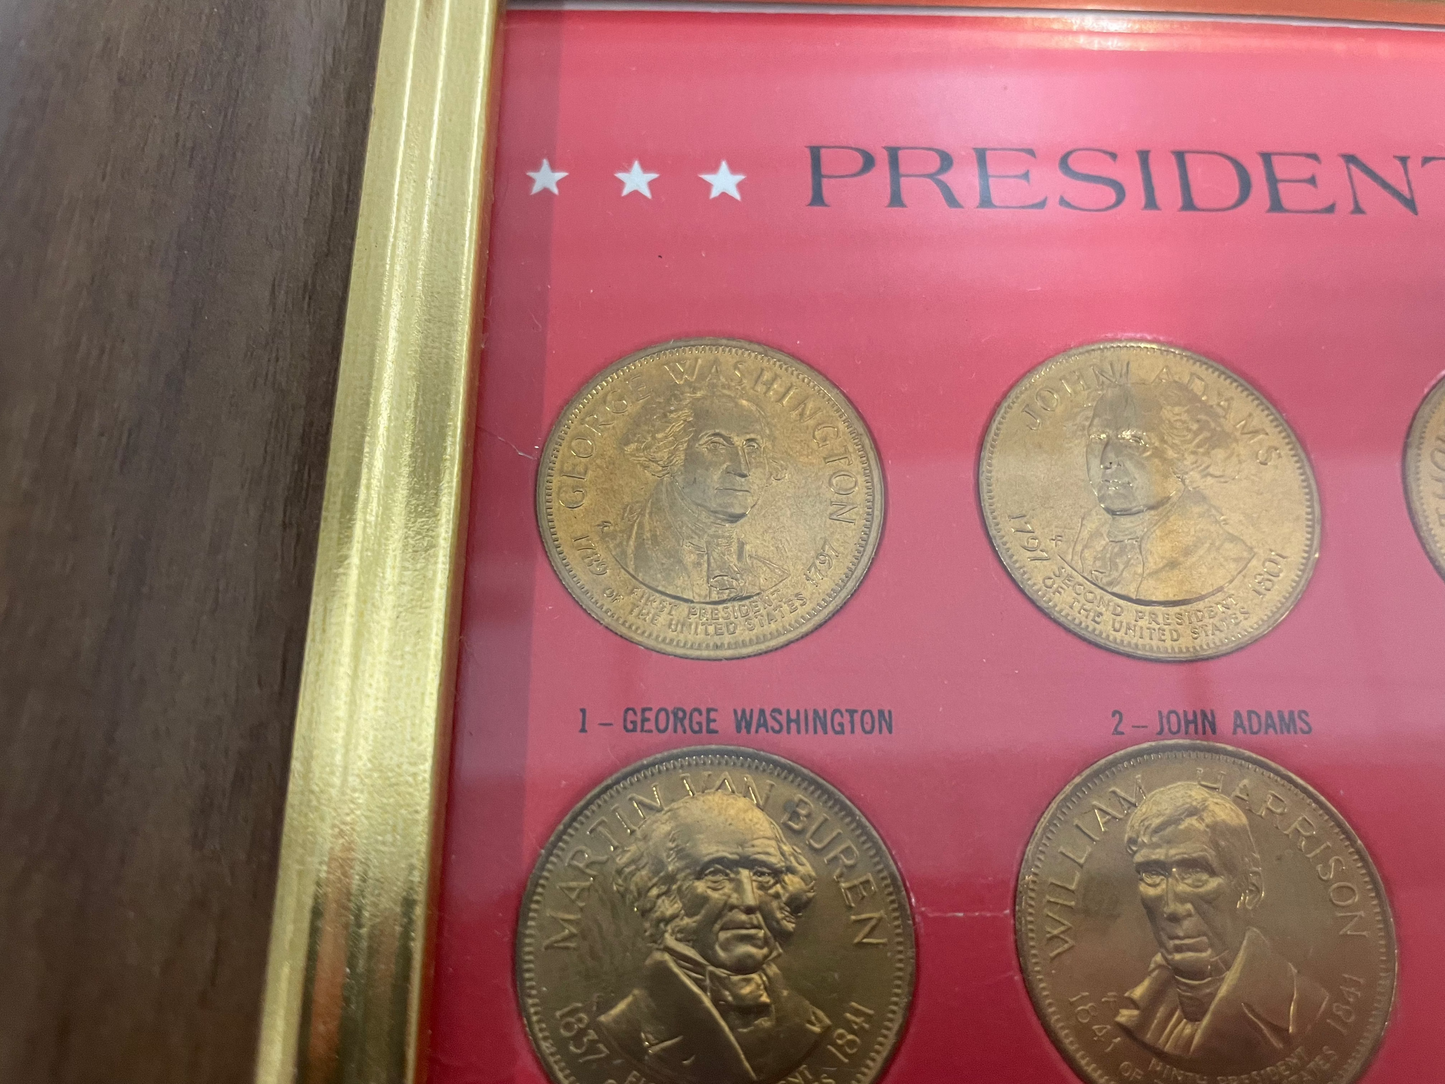 ★ ★ ★ PRESIDENT
GEORGE WASHINGTON
1789 1797
FIRST PRESIDENT
OF THE UNITED STATES
JOHN ADAMS
1797 1801
SECOND PRESIDENT
OF THE UNITED STATES
1 – GEORGE WASHINGTON
2 – JOHN ADAMS
MARTIN VAN BUREN
1837 1841
WILLIAM HARRISON
1841 1841
NINTH PRESIDENT
OF